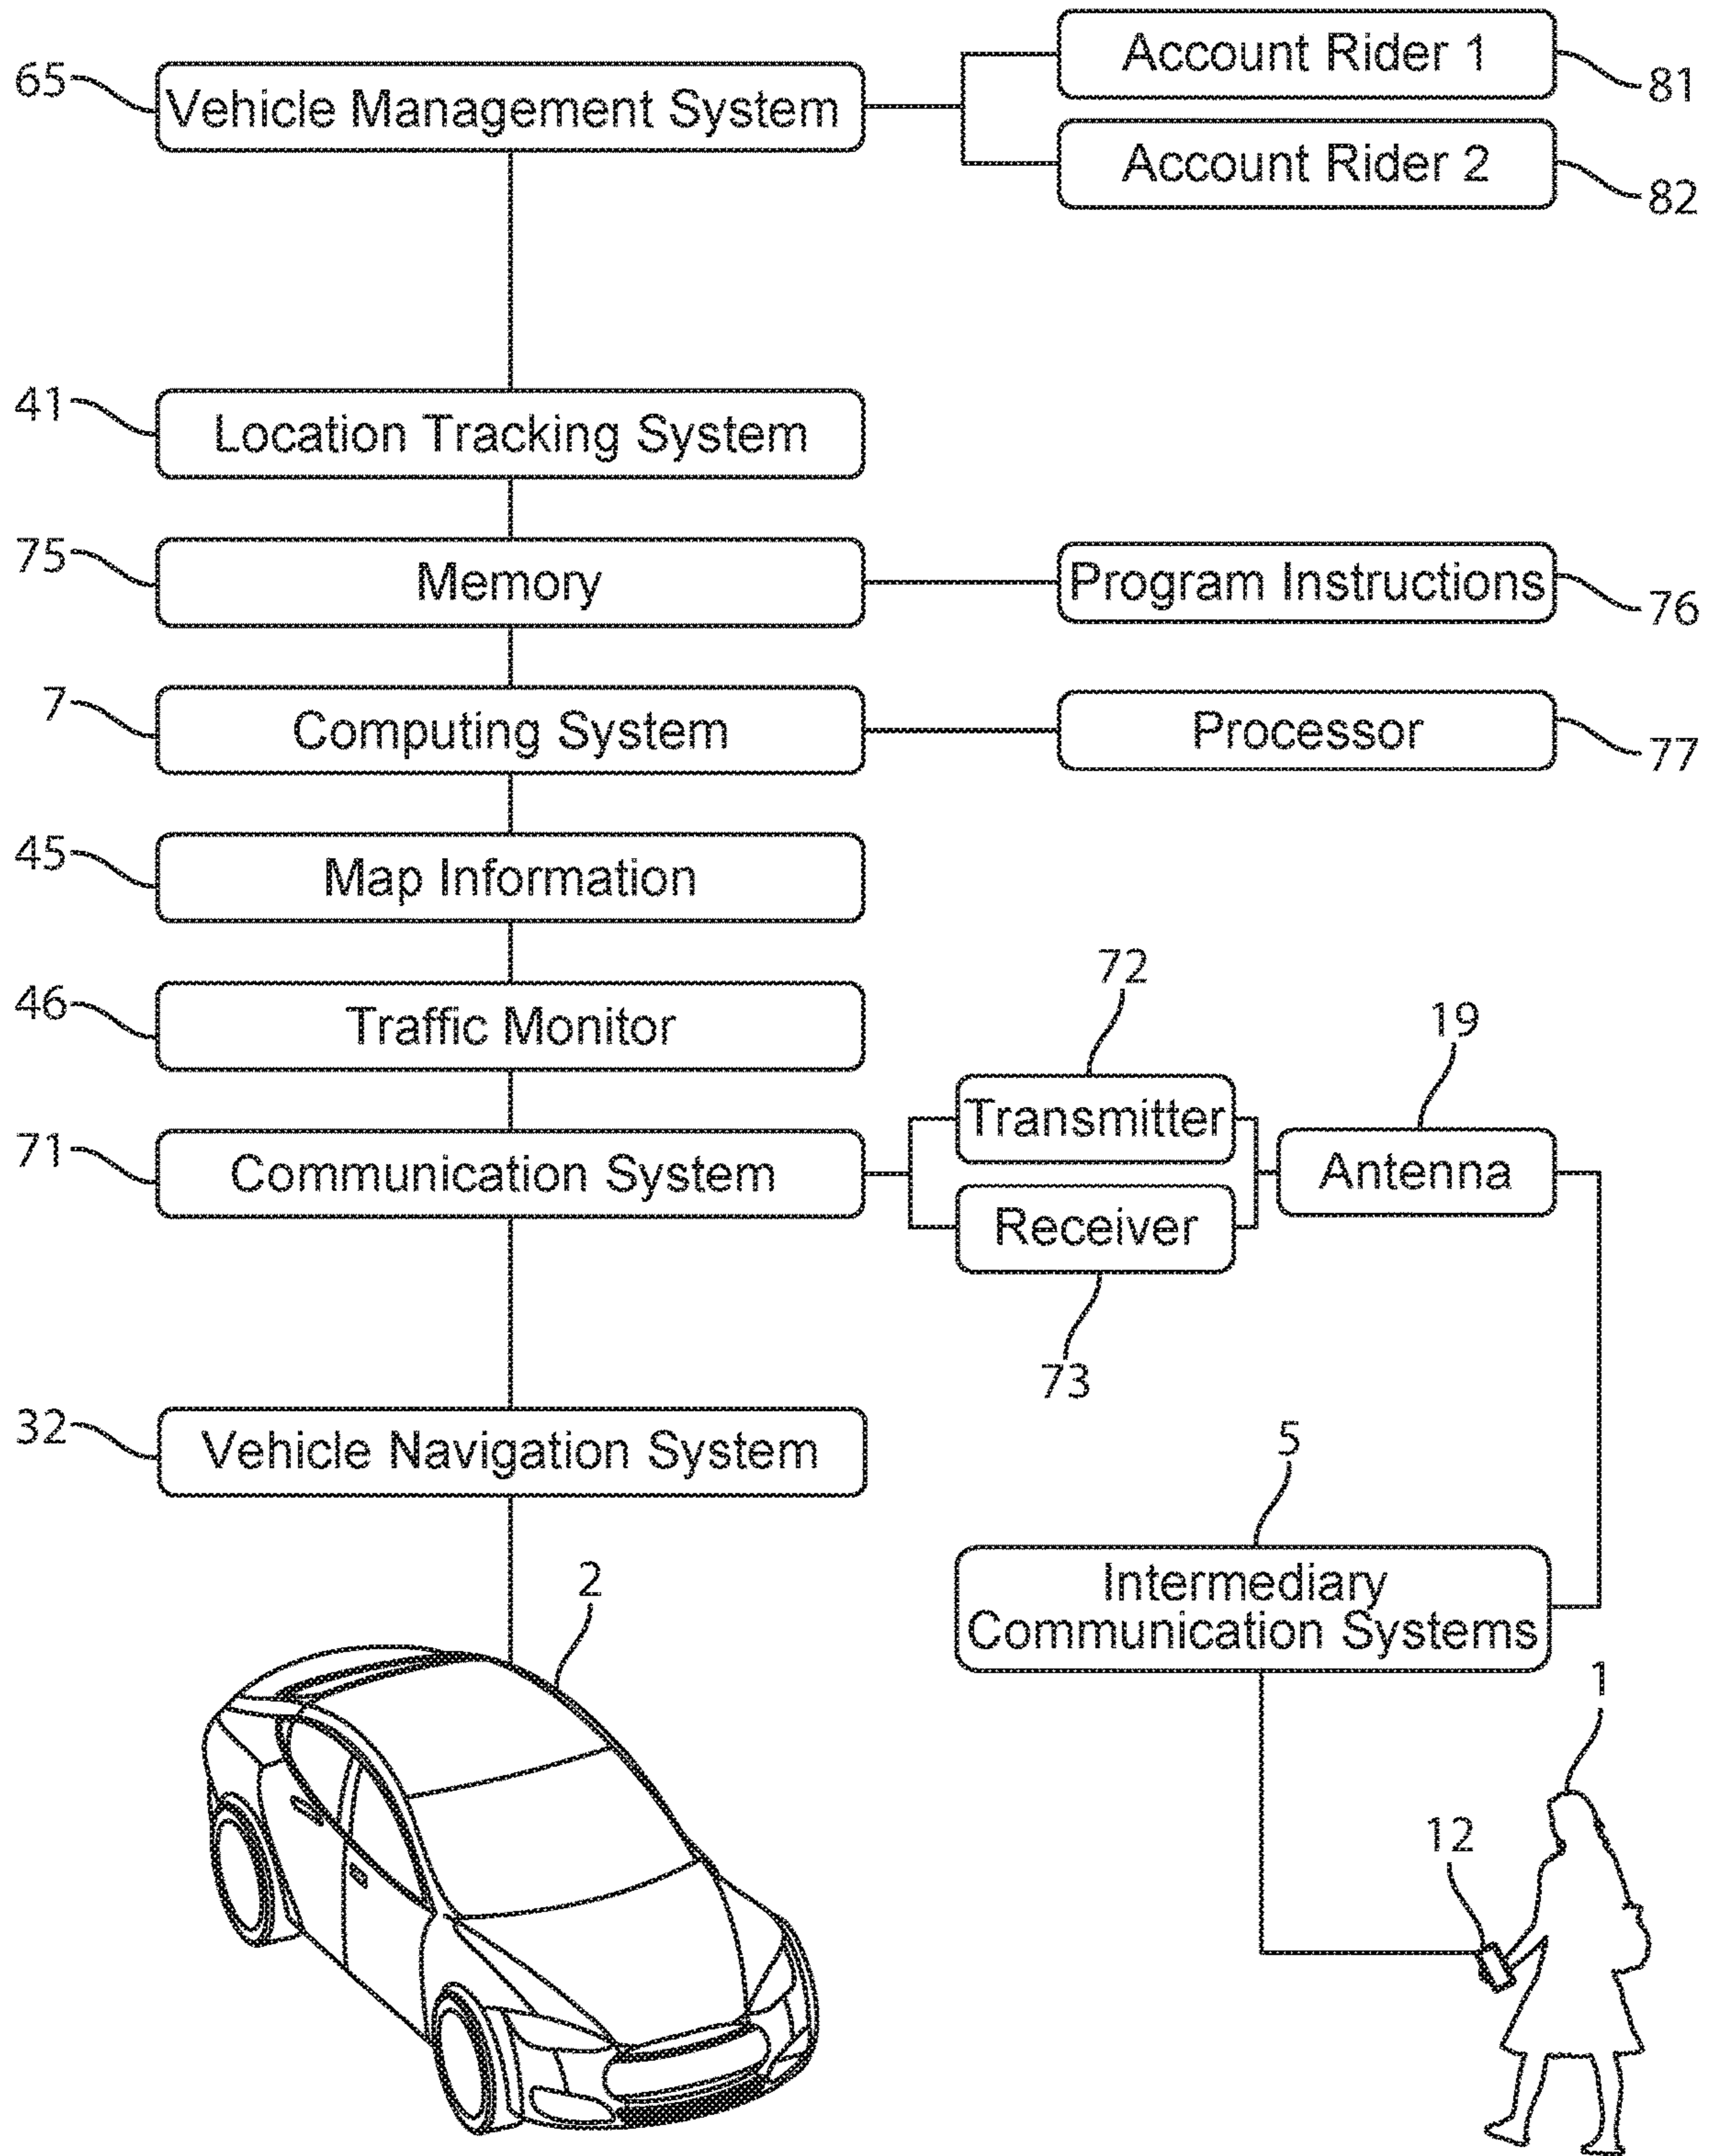 65
Vehicle Management System
Account Rider 1
81
Account Rider 2
82
41
Location Tracking System
75
Memory
Program Instructions
76
7
Computing System
Processor
77
45
Map Information
46
Traffic Monitor
72
19
71
Communication System
Transmitter
Antenna
Receiver
73
32
Vehicle Navigation System
5
Intermediary
Communication Systems
2
1
12